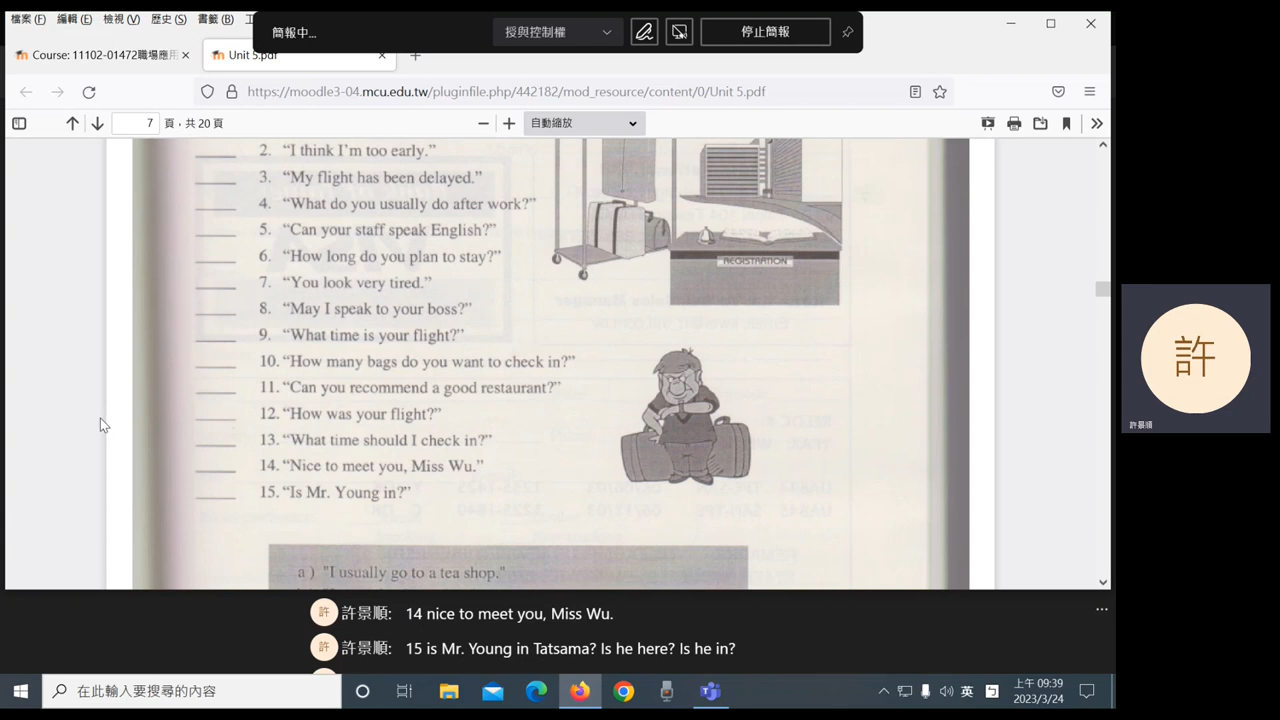 檔案(F) 編輯(E) 檢視(V) 歷史(S) 書籤(B)
簡報中...
授與控制權
停止簡報
Course: 11102-01472職場應用
Unit 5.pdf
https://moodle3-04.mcu.edu.tw/pluginfile.php/442182/mod_resource/content/0/Unit 5.pdf
7 頁，共 20 頁
自動縮放
2. “I think I’m too early.”
3. “My flight has been delayed.”
4. “What do you usually do after work?”
5. “Can your staff speak English?”
6. “How long do you plan to stay?”
7. “You look very tired.”
8. “May I speak to your boss?”
9. “What time is your flight?”
10. “How many bags do you want to check in?”
11. “Can you recommend a good restaurant?”
12. “How was your flight?”
13. “What time should I check in?”
14. “Nice to meet you, Miss Wu.”
15. “Is Mr. Young in?”
REGISTRATION
a ) "I usually go to a tea shop."
許
許景順
許 許景順: 14 nice to meet you, Miss Wu.
許 許景順: 15 is Mr. Young in Tatsama? Is he here? Is he in?
在此輸入要搜尋的文字
英
上午 09:39
2023/3/24